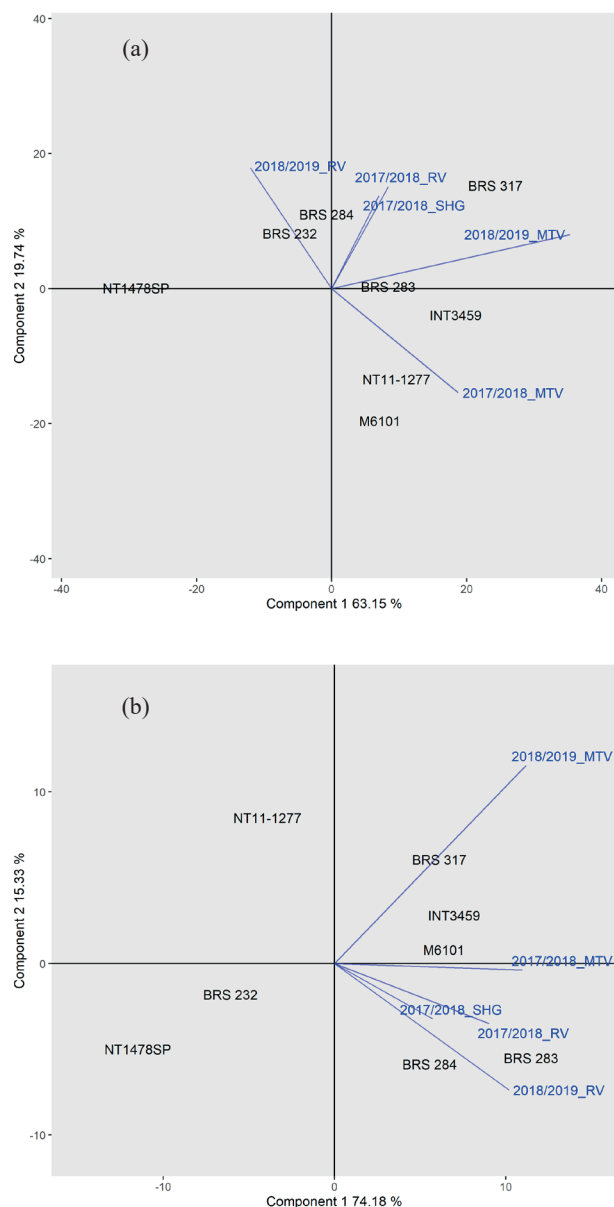 (a)
40
20
0
-20
-40
Component 2 19.74 %
2018/2019_RV
2017/2018_RV
BRS 317
2017/2018_SHG
BRS 284
BRS 232
2018/2019_MTV
NT1478SP
BRS 283
INT3459
NT11-1277
2017/2018_MTV
M6101
-40
-20
0
20
40
Component 1 63.15 %
(b)
10
0
-10
Component 2 15.33 %
2018/2019_MTV
NT11-1277
BRS 317
INT3459
M6101
2017/2018_MTV
BRS 232
2017/2018_SHG
2017/2018_RV
NT1478SP
BRS 283
BRS 284
2018/2019_RV
-10
0
10
Component 1 74.18 %